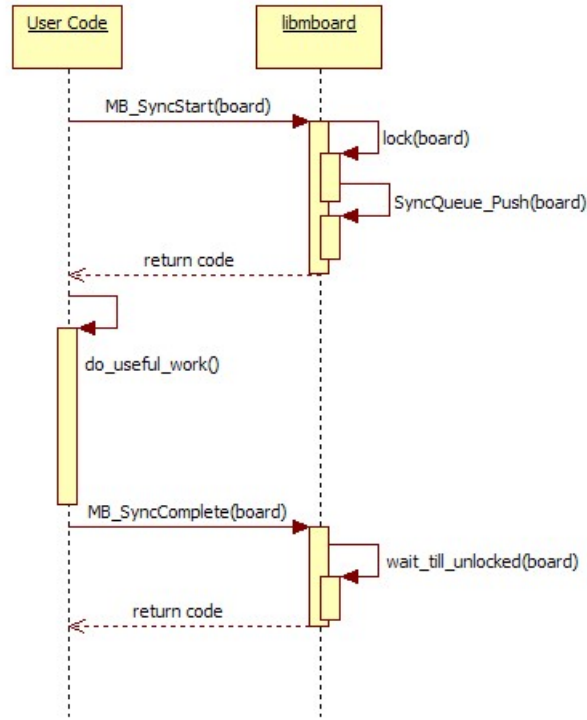 User Code
libmboard
MB_SyncStart(board)
lock(board)
SyncQueue_Push(board)
return code
do_useful_work()
MB_SyncComplete(board)
wait_till_unlocked(board)
return code